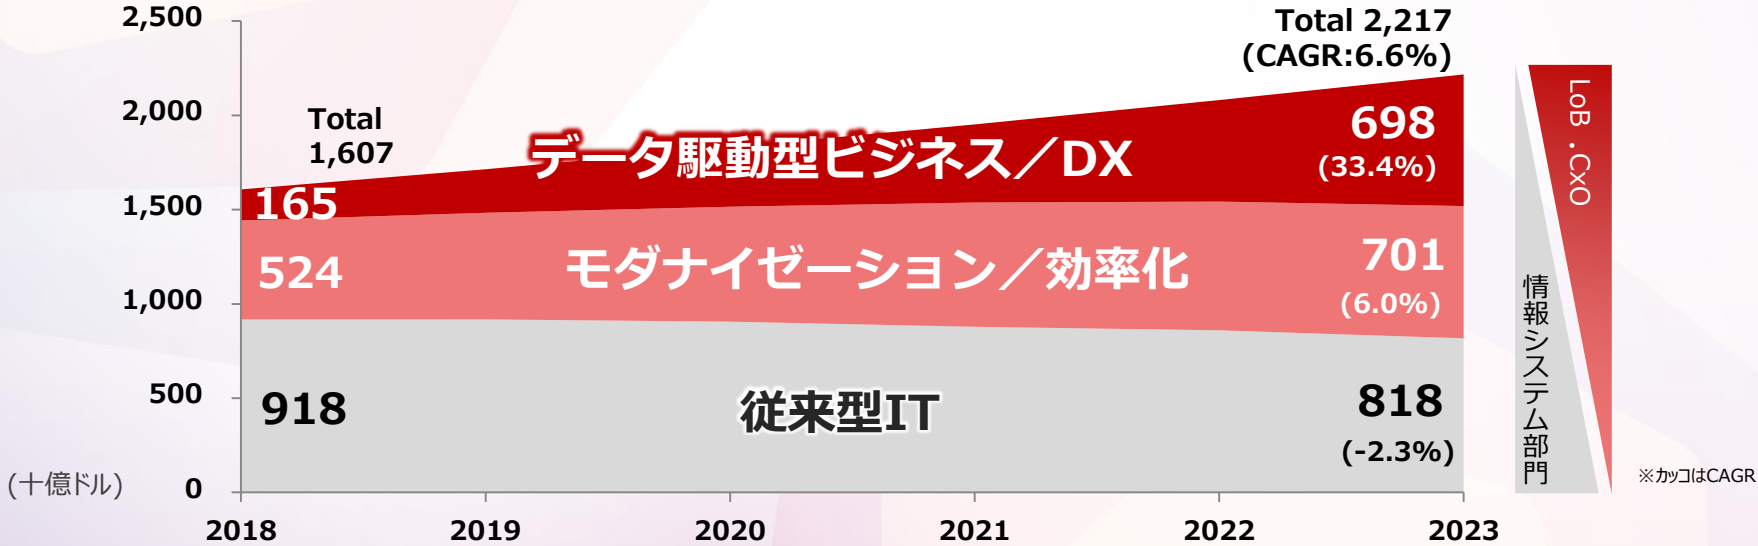 2,500
2,000
1,500
1,000
500
0
(十億ドル)
Total
1,607
165
524
918
データ駆動型ビジネス／DX
モダナイゼーション／効率化
従来型IT
Total 2,217
(CAGR:6.6%)
698
(33.4%)
701
(6.0%)
818
(-2.3%)
2018
2019
2020
2021
2022
2023
LoB．CxO
情報システム部門
※カッコはCAGR